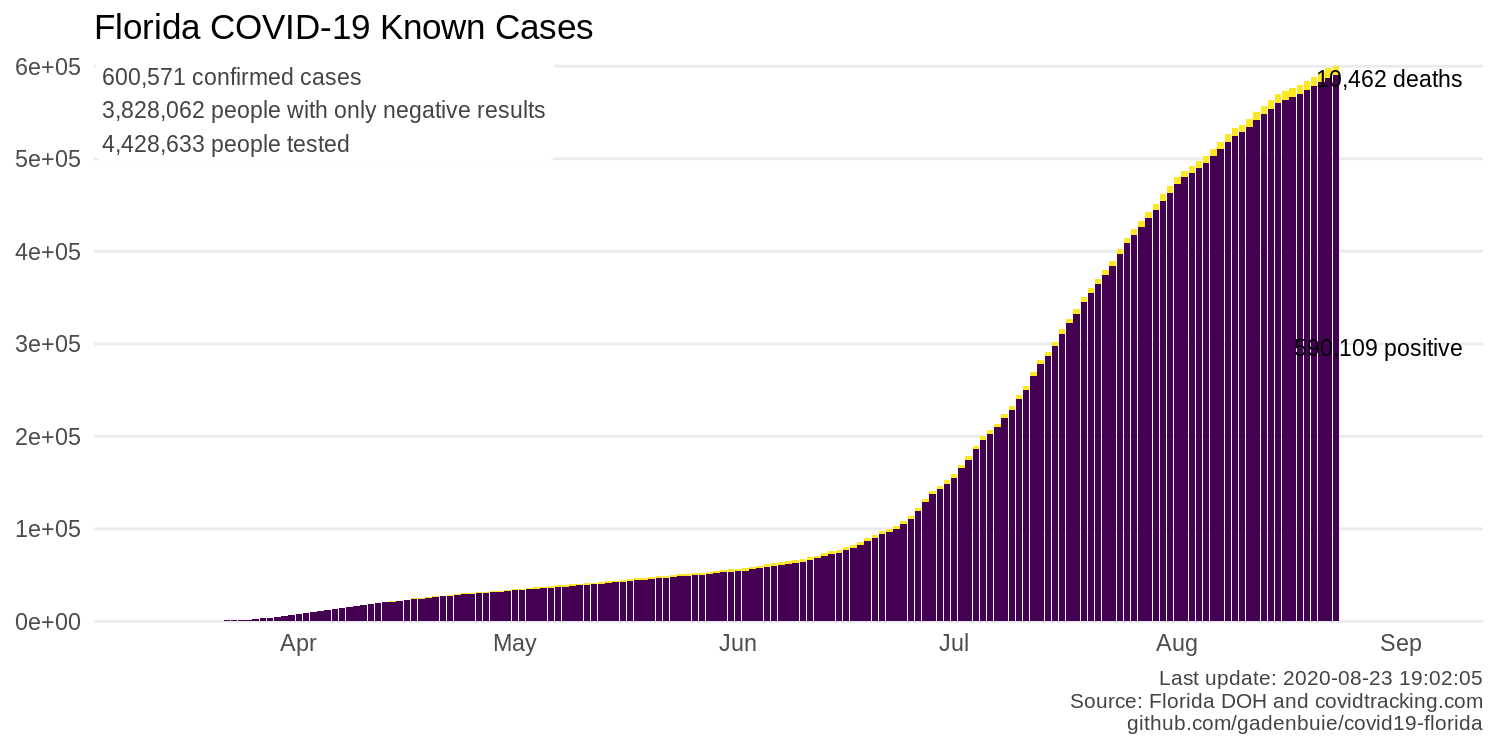 Florida COVID-19 Known Cases
600,571 confirmed cases
3,828,062 people with only negative results
4,428,633 people tested
6e+05
5e+05
4e+05
3e+05
2e+05
1e+05
0e+00
10,462 deaths
590,109 positive
Apr May Jun Jul Aug Sep
Last update: 2020-08-23 19:02:05
Source: Florida DOH and covidtracking.com
github.com/gadenbuie/covid19-florida